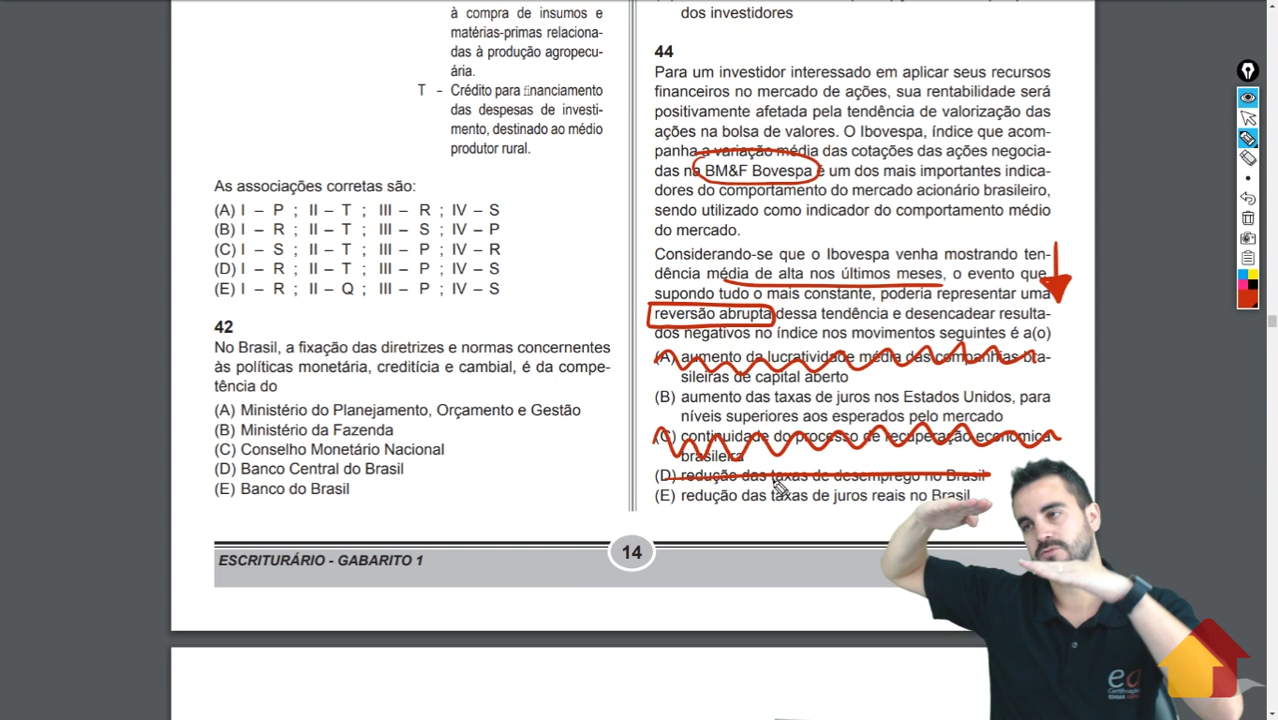 à compra de insumos e
matérias-primas relaciona-
das à produção agropecu-
ária.
T – Crédito para financiamento
das despesas de investi-
mento, destinado ao médio
produtor rural.
As associações corretas são:
(A) I – P ; II – T ; III – R ; IV – S
(B) I – R ; II – T ; III – S ; IV – P
(C) I – S ; II – T ; III – P ; IV – R
(D) I – R ; II – T ; III – P ; IV – S
(E) I – R ; II – Q ; III – P ; IV – S
42
No Brasil, a fixação das diretrizes e normas concernentes
às políticas monetária, creditícia e cambial, é da compe-
tência do
(A) Ministério do Planejamento, Orçamento e Gestão
(B) Ministério da Fazenda
(C) Conselho Monetário Nacional
(D) Banco Central do Brasil
(E) Banco do Brasil
dos investidores
44
Para um investidor interessado em aplicar seus recursos
financeiros no mercado de ações, sua rentabilidade será
positivamente afetada pela tendência de valorização das
ações na bolsa de valores. O Ibovespa, índice que acom-
panha a variação média das cotações das ações negocia-
das na BM&F Bovespa é um dos mais importantes indica-
dores do comportamento do mercado acionário brasileiro,
sendo utilizado como indicador do comportamento médio
do mercado.
Considerando-se que o Ibovespa venha mostrando ten-
dência média de alta nos últimos meses, o evento que,
supondo tudo o mais constante, poderia representar uma
reversão abrupta dessa tendência e desencadear resulta-
dos negativos no índice nos movimentos seguintes é a(o)
(A) aumento da lucratividade média das companhias bra-
sileiras de capital aberto
(B) aumento das taxas de juros nos Estados Unidos, para
níveis superiores aos esperados pelo mercado
(C) continuidade do processo de recuperação econômica
brasileira
(D) redução das taxas de desemprego no Brasil
(E) redução das taxas de juros reais no Brasil
ESCRITURÁRIO - GABARITO 1
14
ea